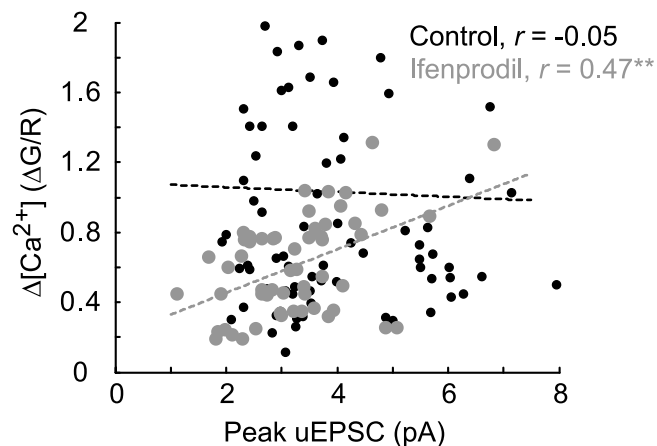 Control, r = -0.05
Ifenprodil, r = 0.47**
2
1.6
1.2
0.8
0.4
0
Δ[Ca²⁺] (ΔG/R)
0 2 4 6 8
Peak uEPSC (pA)